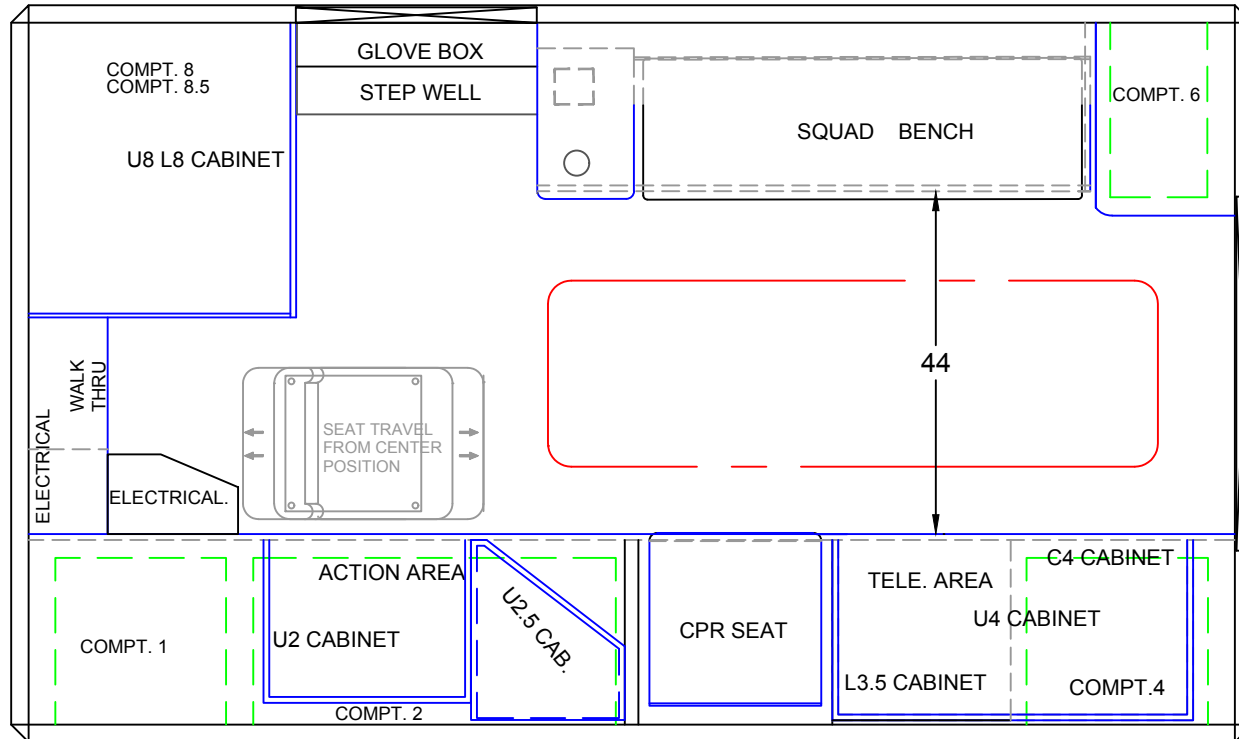 GLOVE BOX
STEP WELL
COMPT. 8
COMPT. 8.5
U8 L8 CABINET
SQUAD BENCH
COMPT. 6
44
WALK
THRU
ELECTRICAL
ELECTRICAL.
SEAT TRAVEL
FROM CENTER
POSITION
ACTION AREA
U2 CABINET
COMPT. 1
COMPT. 2
U2.5 CAB.
CPR SEAT
TELE. AREA
C4 CABINET
U4 CABINET
L3.5 CABINET
COMPT.4